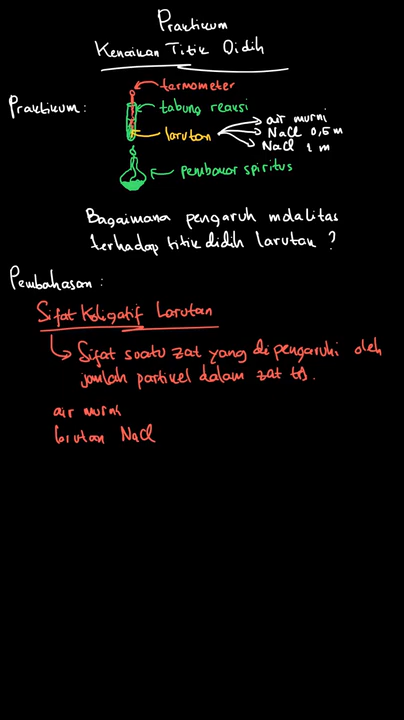 Praktikum
Kenaikan Titik Didih
Praktikum :
termometer
tabung reaksi
larutan
air murni
NaCl 0,5 m
NaCl 1 m
pembakar spiritus
Bagaimana pengaruh molalitas
terhadap titik didih larutan ?
Pembahasan :
Sifat Koligatif Larutan
Sifat suatu zat yang dipengaruhi oleh
jumlah partikel dalam zat tsb.
air murni
larutan NaCl